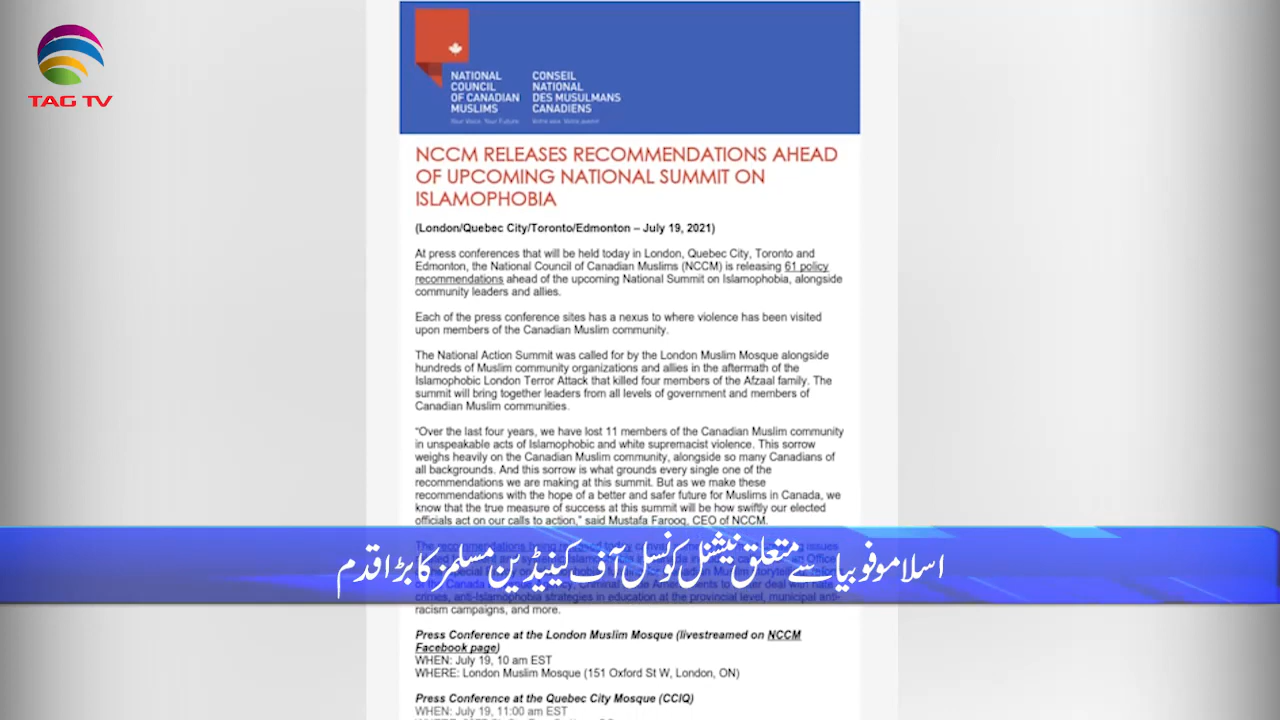 TAG TV
NATIONAL
COUNCIL
OF CANADIAN
MUSLIMS
Your Voice. Your Future.
CONSEIL
NATIONAL
DES MUSULMANS
CANADIENS
Votre voix. Votre avenir.
NCCM RELEASES RECOMMENDATIONS AHEAD
OF UPCOMING NATIONAL SUMMIT ON
ISLAMOPHOBIA
(London/Quebec City/Toronto/Edmonton – July 19, 2021)
At press conferences that will be held today in London, Quebec City, Toronto and
Edmonton, the National Council of Canadian Muslims (NCCM) is releasing 61 policy
recommendations ahead of the upcoming National Summit on Islamophobia, alongside
community leaders and allies.
Each of the press conference sites has a nexus to where violence has been visited
upon members of the Canadian Muslim community.
The National Action Summit was called for by the London Muslim Mosque alongside
hundreds of Muslim community organizations and allies in the aftermath of the
Islamophobic London Terror Attack that killed four members of the Afzaal family. The
summit will bring together leaders from all levels of government and members of
Canadian Muslim communities.
“Over the last four years, we have lost 11 members of the Canadian Muslim community
in unspeakable acts of Islamophobic and white supremacist violence. This sorrow
weighs heavily on the Canadian Muslim community, alongside so many Canadians of
all backgrounds. And this sorrow is what grounds every single one of the
recommendations we are making at this summit. But as we make these
recommendations with the hope of a better and safer future for Muslims in Canada, we
know that the true measure of success at this summit will be how swiftly our elected
officials act on our calls to action,” said Mustafa Farooq, CEO of NCCM.
اسلاموفوبیا سے متعلق نیشنل کونسل آف کینیڈین مسلمز کا بڑا قدم
crimes, anti-Islamophobia strategies in education at the provincial level, municipal anti-
racism campaigns, and more.
Press Conference at the London Muslim Mosque (livestreamed on NCCM
Facebook page)
WHEN: July 19, 10 am EST
WHERE: London Muslim Mosque (151 Oxford St W, London, ON)
Press Conference at the Quebec City Mosque (CCIQ)
WHEN: July 19, 11:00 am EST